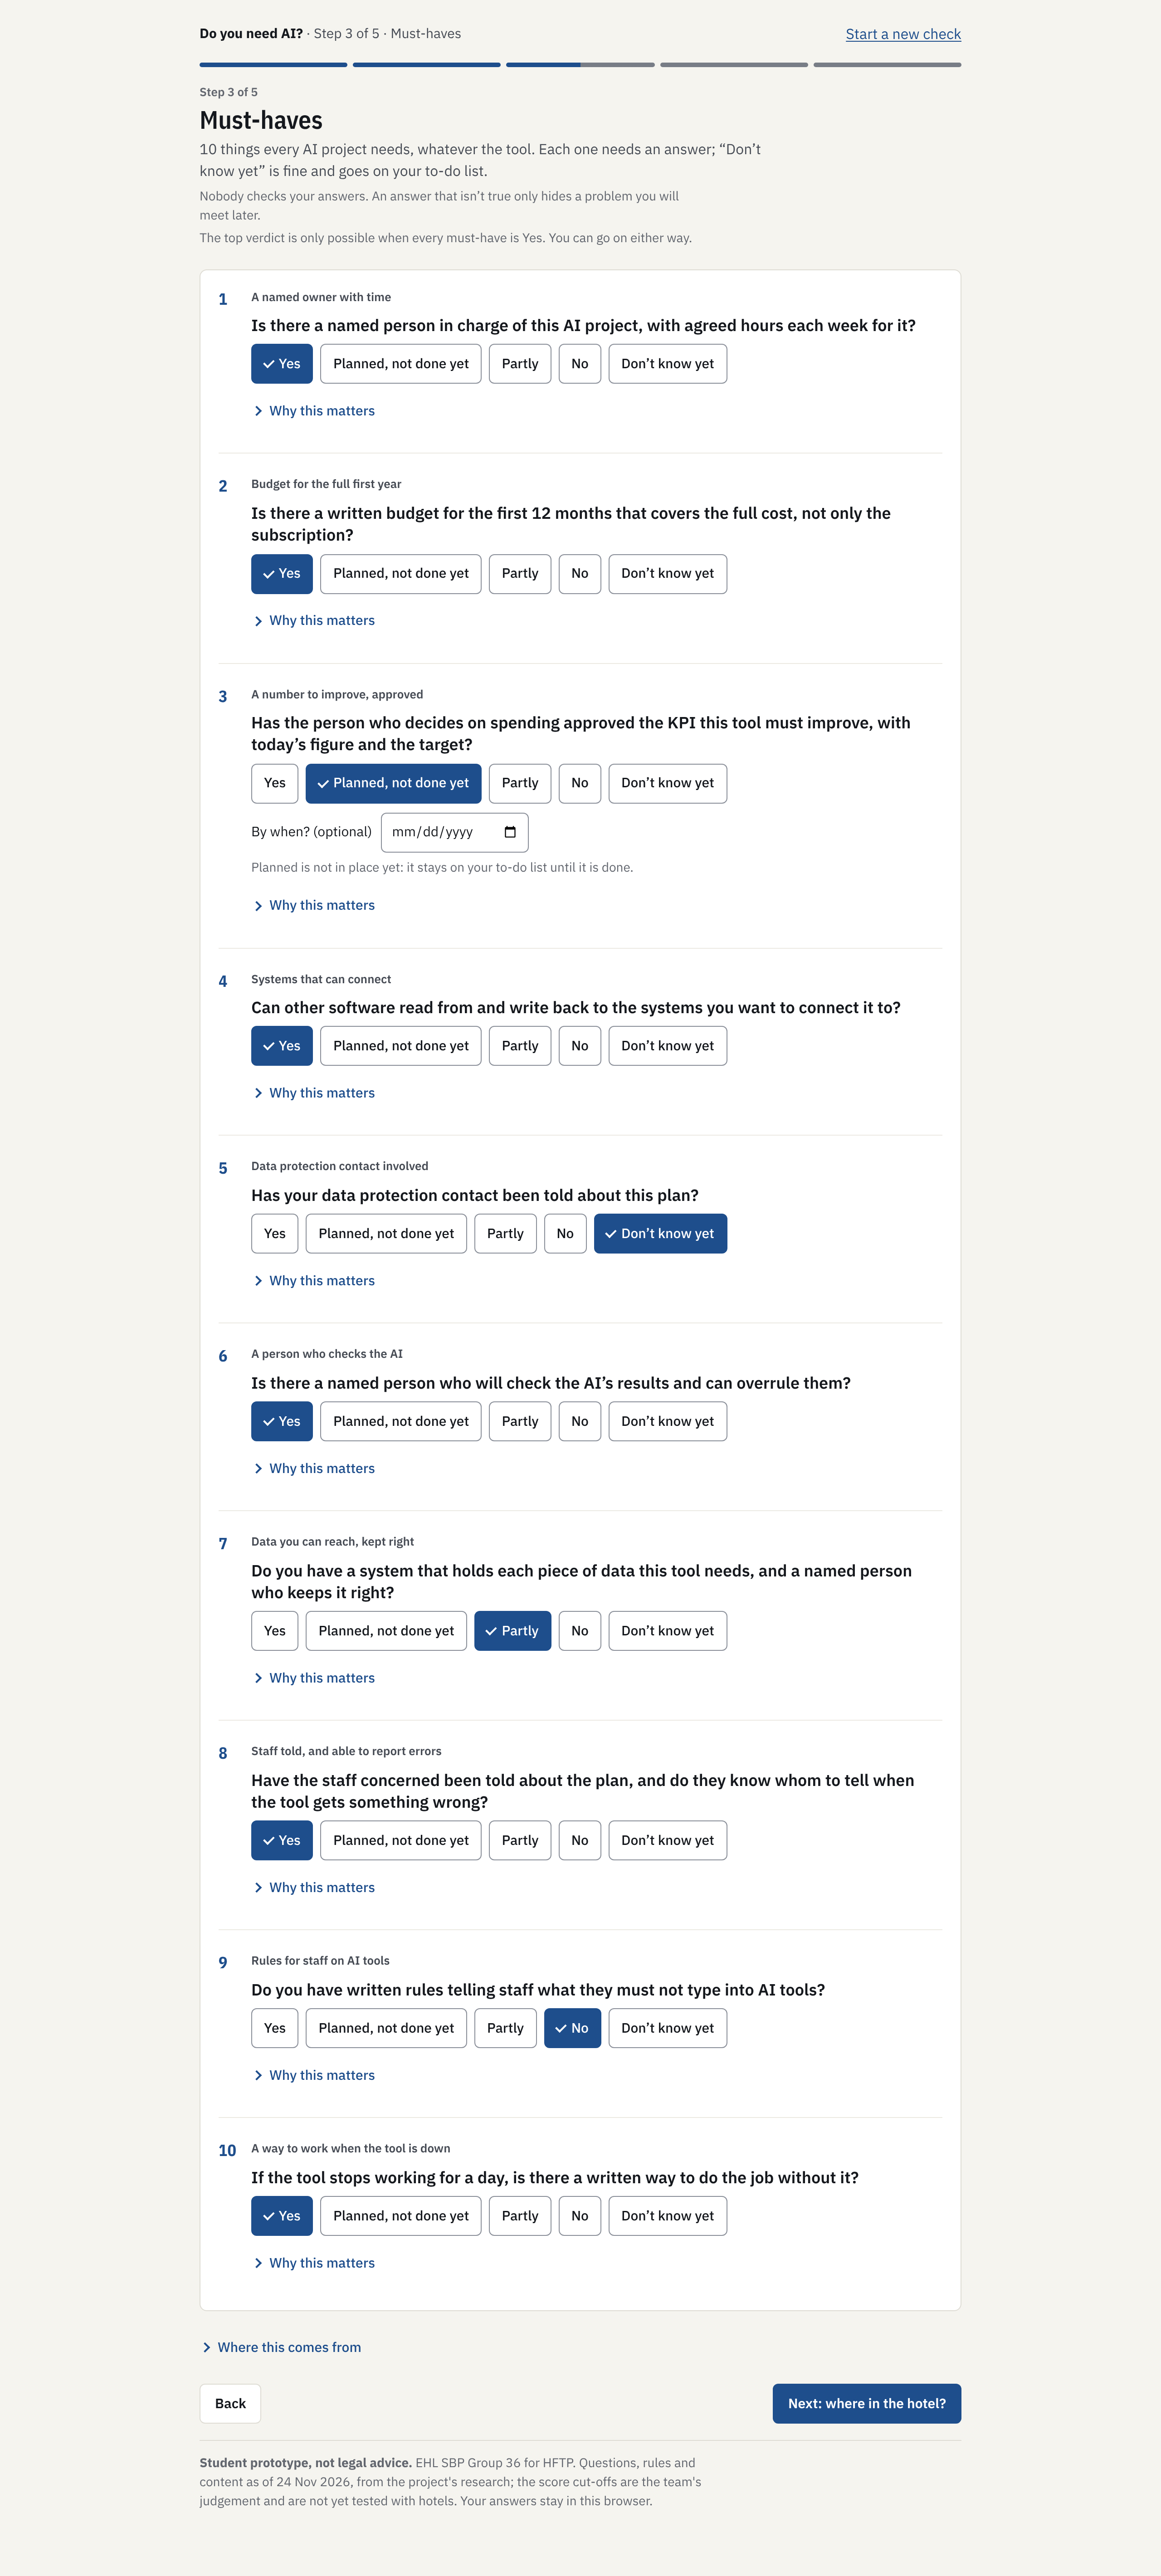 Do you need AI? · Step 3 of 5 · Must-haves
Start a new check
Step 3 of 5
Must-haves
10 things every AI project needs, whatever the tool. Each one needs an answer; “Don’t
know yet” is fine and goes on your to-do list.
Nobody checks your answers. An answer that isn’t true only hides a problem you will
meet later.
The top verdict is only possible when every must-have is Yes. You can go on either way.
1 A named owner with time
Is there a named person in charge of this AI project, with agreed hours each week for it?
Yes Planned, not done yet Partly No Don’t know yet
Why this matters
2 Budget for the full first year
Is there a written budget for the first 12 months that covers the full cost, not only the
subscription?
Yes Planned, not done yet Partly No Don’t know yet
Why this matters
3 A number to improve, approved
Has the person who decides on spending approved the KPI this tool must improve, with
today’s figure and the target?
Yes Planned, not done yet Partly No Don’t know yet
By when? (optional) mm/dd/yyyy
Planned is not in place yet: it stays on your to-do list until it is done.
Why this matters
4 Systems that can connect
Can other software read from and write back to the systems you want to connect it to?
Yes Planned, not done yet Partly No Don’t know yet
Why this matters
5 Data protection contact involved
Has your data protection contact been told about this plan?
Yes Planned, not done yet Partly No Don’t know yet
Why this matters
6 A person who checks the AI
Is there a named person who will check the AI’s results and can overrule them?
Yes Planned, not done yet Partly No Don’t know yet
Why this matters
7 Data you can reach, kept right
Do you have a system that holds each piece of data this tool needs, and a named person
who keeps it right?
Yes Planned, not done yet Partly No Don’t know yet
Why this matters
8 Staff told, and able to report errors
Have the staff concerned been told about the plan, and do they know whom to tell when
the tool gets something wrong?
Yes Planned, not done yet Partly No Don’t know yet
Why this matters
9 Rules for staff on AI tools
Do you have written rules telling staff what they must not type into AI tools?
Yes Planned, not done yet Partly No Don’t know yet
Why this matters
10 A way to work when the tool is down
If the tool stops working for a day, is there a written way to do the job without it?
Yes Planned, not done yet Partly No Don’t know yet
Why this matters
Where this comes from
Back
Next: where in the hotel?
Student prototype, not legal advice. EHL SBP Group 36 for HFTP. Questions, rules and
content as of 24 Nov 2026, from the project's research; the score cut-offs are the team's
judgement and are not yet tested with hotels. Your answers stay in this browser.